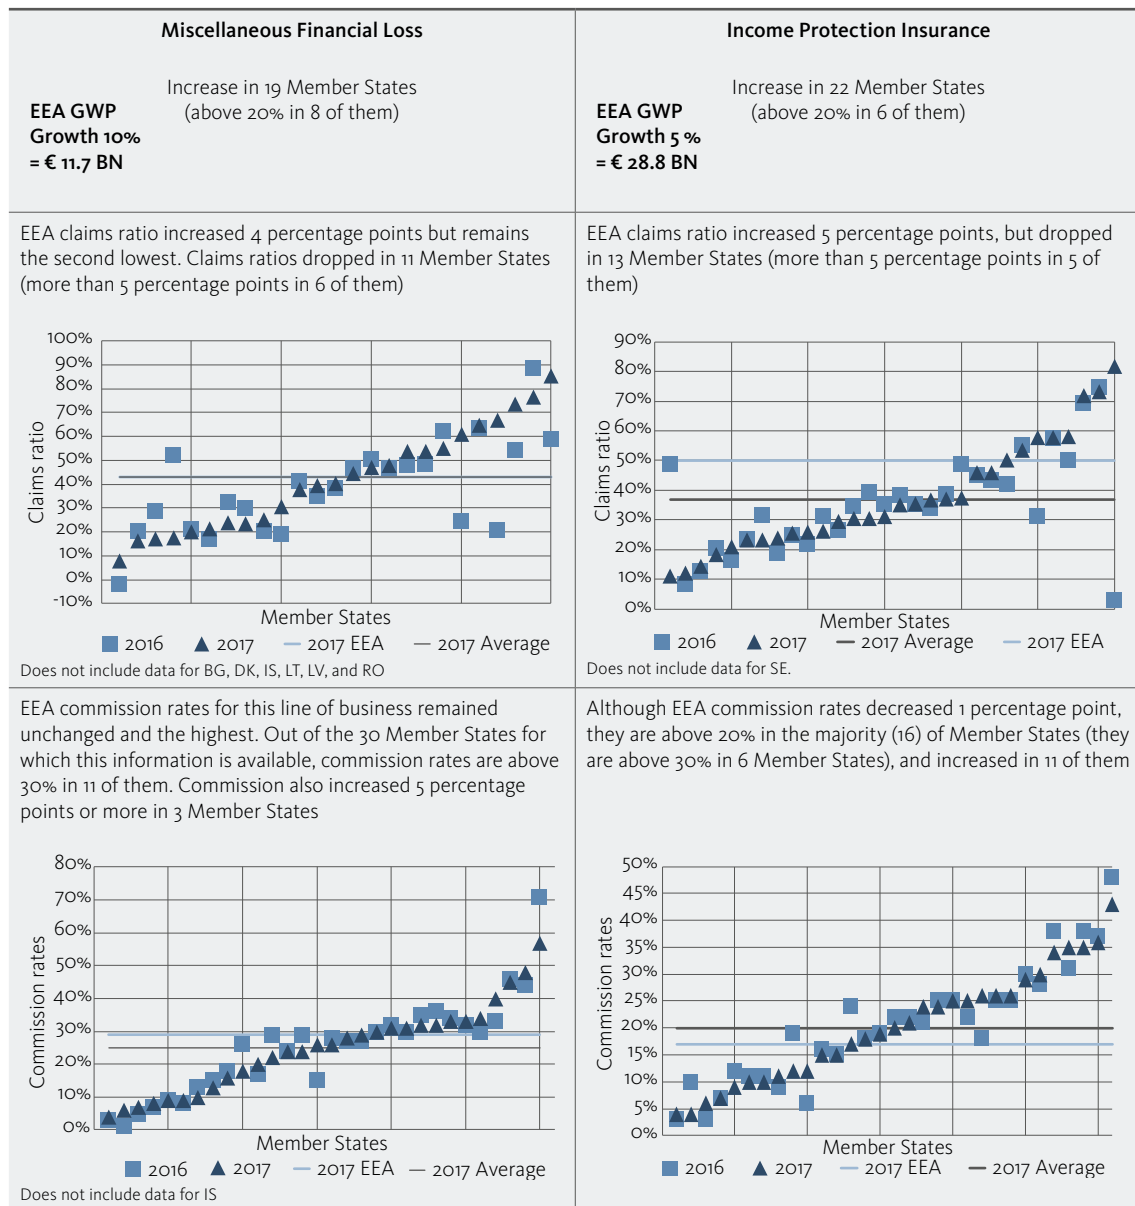 Miscellaneous Financial Loss
Increase in 19 Member States
(above 20% in 8 of them)
EEA GWP
Growth 10%
= € 11.7 BN
Income Protection Insurance
Increase in 22 Member States
(above 20% in 6 of them)
EEA GWP
Growth 5 %
= € 28.8 BN
EEA claims ratio increased 4 percentage points but remains
the second lowest. Claims ratios dropped in 11 Member States
(more than 5 percentage points in 6 of them)
100%
90%
80%
70%
60%
50%
40%
30%
20%
10%
0%
-10%
Claims ratio
Member States
2016
2017
2017 EEA
2017 Average
Does not include data for BG, DK, IS, LT, LV, and RO
EEA claims ratio increased 5 percentage points, but dropped
in 13 Member States (more than 5 percentage points in 5 of
them)
90%
80%
70%
60%
50%
40%
30%
20%
10%
0%
Claims ratio
Member States
2016
2017
2017 Average
2017 EEA
Does not include data for SE.
EEA commission rates for this line of business remained
unchanged and the highest. Out of the 30 Member States for
which this information is available, commission rates are above
30% in 11 of them. Commission also increased 5 percentage
points or more in 3 Member States
80%
70%
60%
50%
40%
30%
20%
10%
0%
Commission rates
Member States
2016
2017
2017 EEA
2017 Average
Does not include data for IS
Although EEA commission rates decreased 1 percentage point,
they are above 20% in the majority (16) of Member States (they
are above 30% in 6 Member States), and increased in 11 of them
50%
45%
40%
35%
30%
25%
20%
15%
10%
5%
0%
Commission rates
Member States
2016
2017
2017 EEA
2017 Average